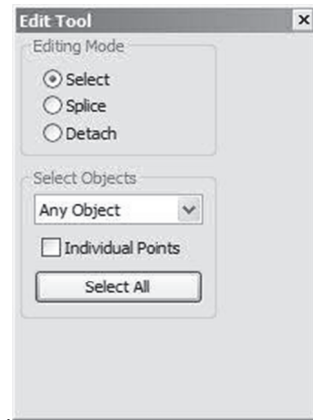 Edit Tool
Editing Mode
Select
Splice
Detach
Select Objects
Any Object
Individual Points
Select All